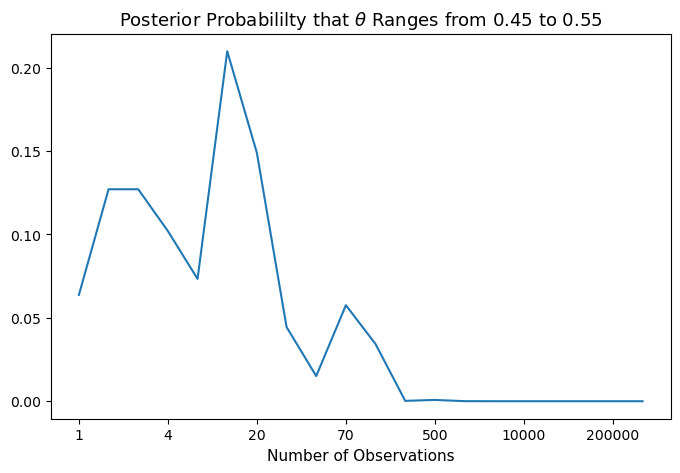 Posterior Probabililty that θ Ranges from 0.45 to 0.55
0.20
0.15
0.10
0.05
0.00
1 4 20 70 500 10000 200000
Number of Observations